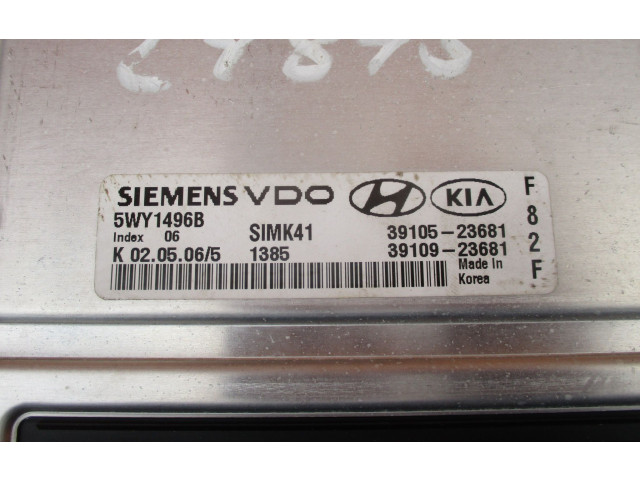 SIEMENS VDO KIA
5WY1496B
Index 06 SIMK41 39105-23681
K 02.05.06/5 1385 39109-23681
Made In
Korea
F
8
2
F